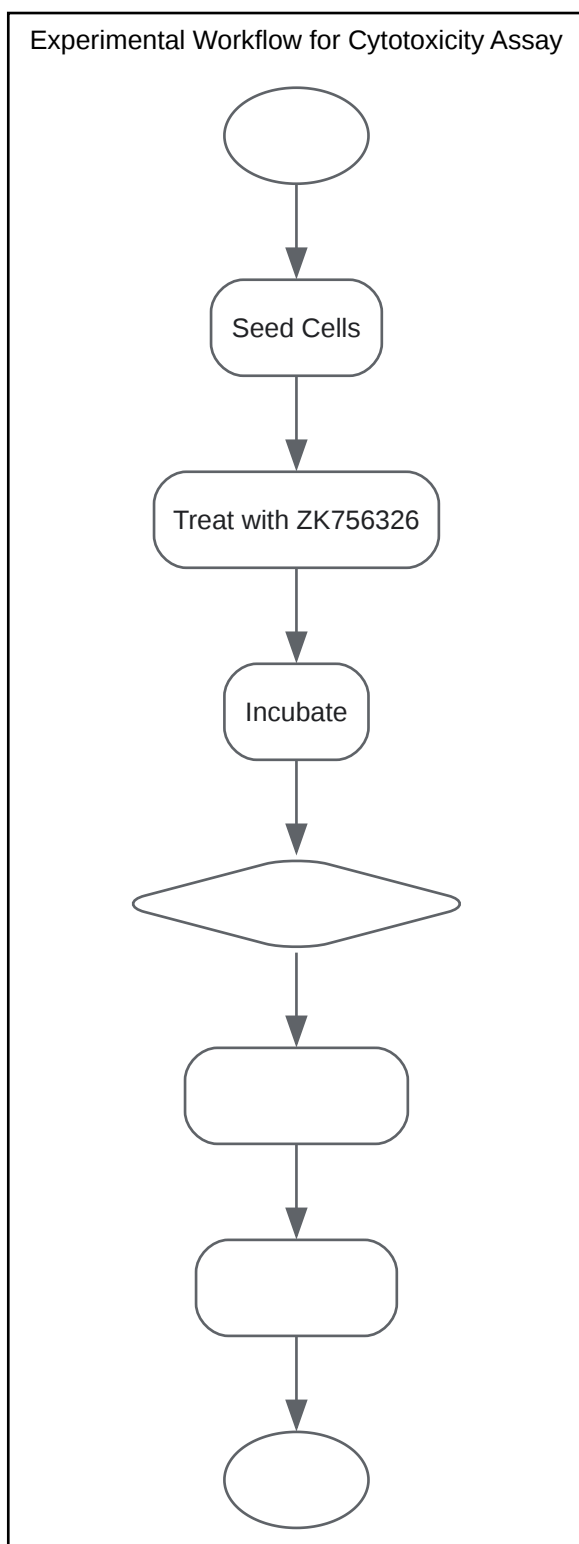 Experimental Workflow for Cytotoxicity Assay
Seed Cells
Treat with ZK756326
Incubate